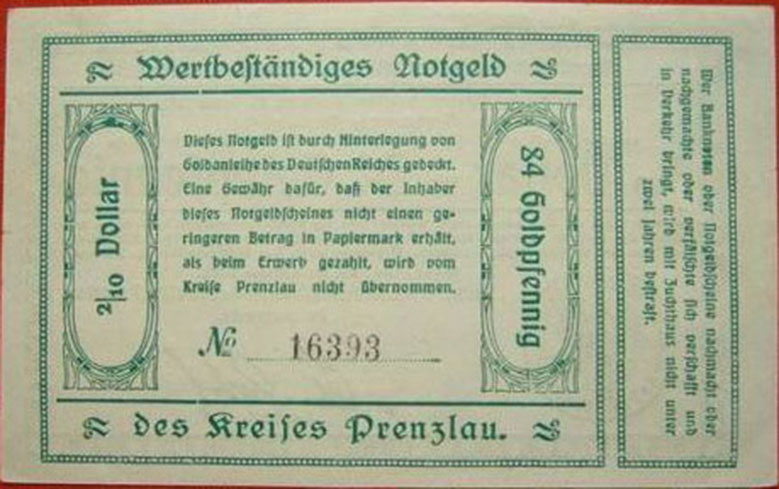 Wertbeständiges Notgeld
2/10 Dollar
Dieses Notgeld ist durch Hinterlegung von
Goldanleihe des Deutschen Reiches gedeckt.
Eine Gewähr dafür, daß der Inhaber
dieses Notgeldscheines nicht einen ge-
ringeren Betrag in Papiermark erhält,
als beim Erwerb gezahlt, wird vom
Kreise Prenzlau nicht übernommen.
No 16393
84 Goldpfennig
des Kreises Prenzlau.
Wer Banknoten oder Notgeldscheine nachmacht oder
nachgemachte oder verfälschte sich verschafft und
in Verkehr bringt, wird mit Zuchthaus nicht unter
zwei Jahren bestraft.